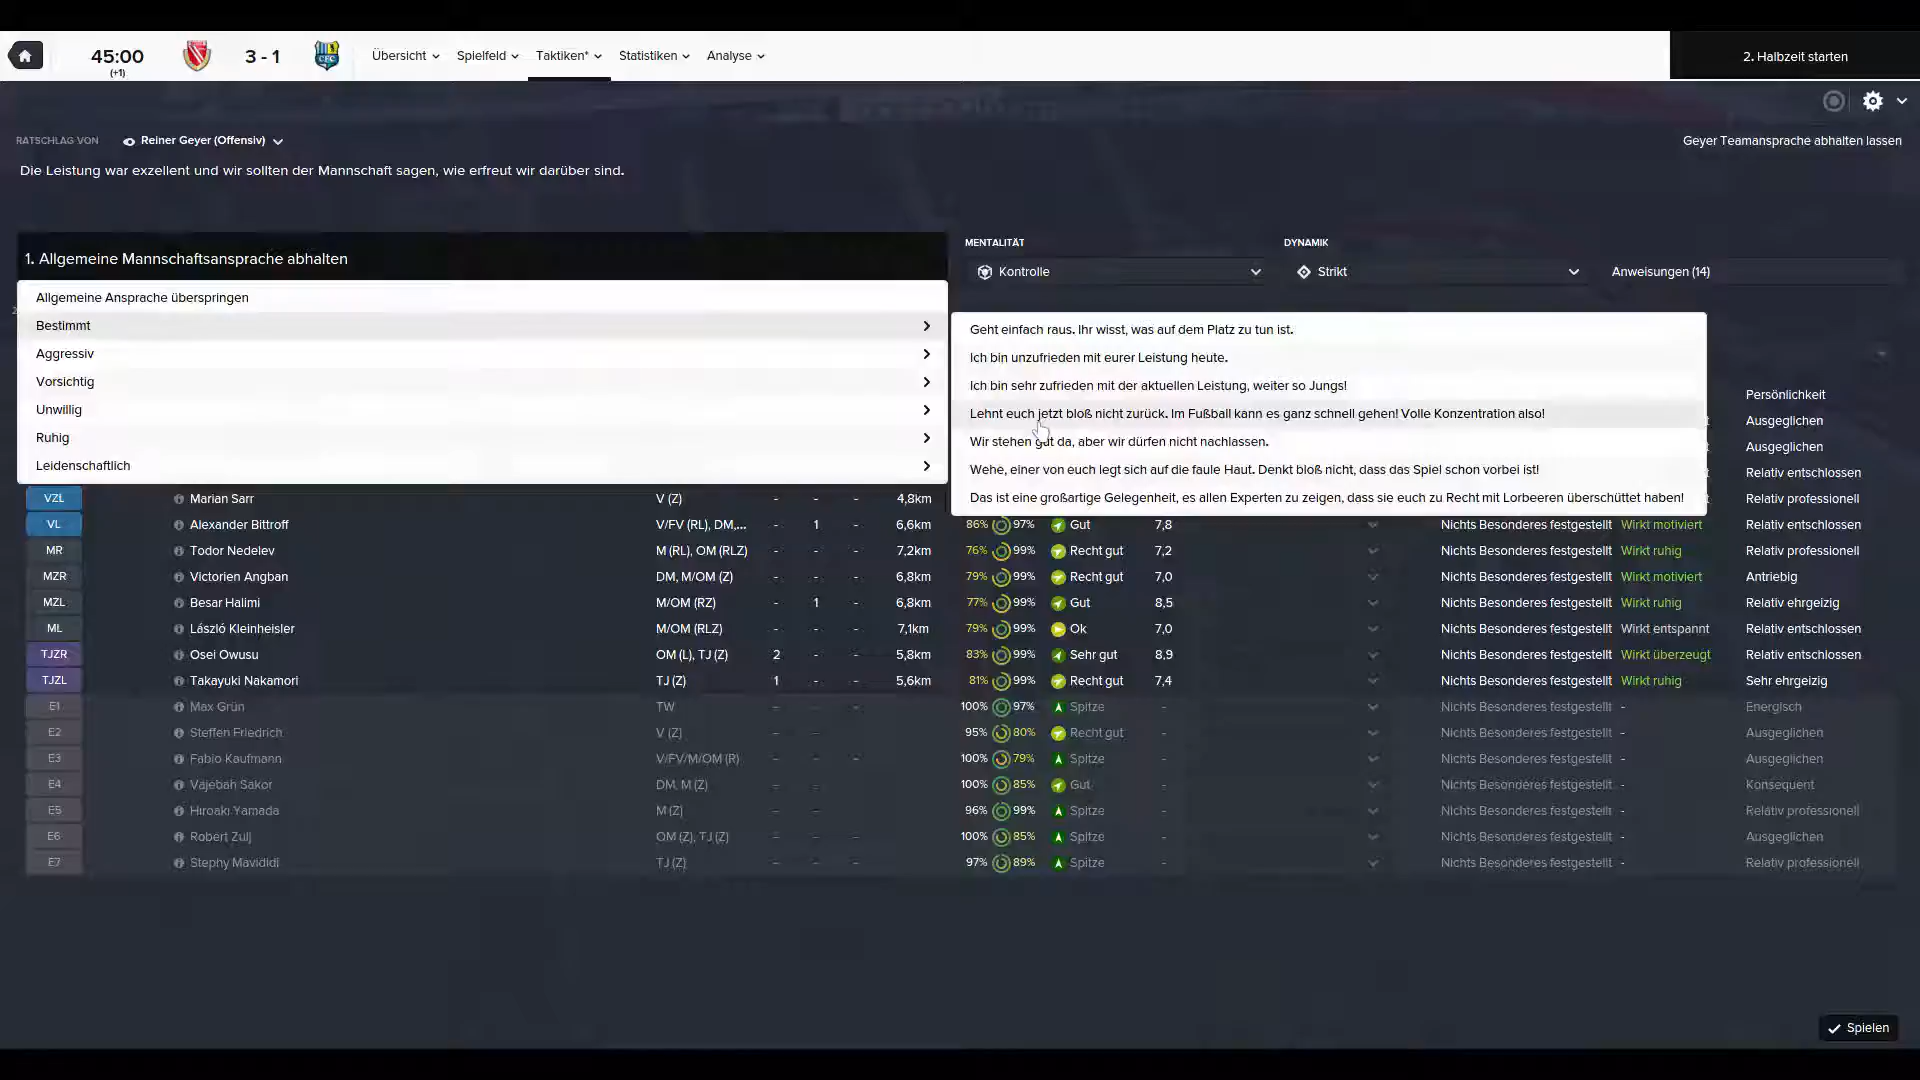 45:00
(+1)
3 - 1
CFC
Übersicht
Spielfeld
Taktiken*
Statistiken
Analyse
2. Halbzeit starten
RATSCHLAG VON
Reiner Geyer (Offensiv)
Geyer Teamansprache abhalten lassen
Die Leistung war exzellent und wir sollten der Mannschaft sagen, wie erfreut wir darüber sind.
1. Allgemeine Mannschaftsansprache abhalten
MENTALITÄT
DYNAMIK
Kontrolle
Strikt
Anweisungen (14)
Allgemeine Ansprache überspringen
Bestimmt
Aggressiv
Vorsichtig
Unwillig
Ruhig
Leidenschaftlich
Geht einfach raus. Ihr wisst, was auf dem Platz zu tun ist.
Ich bin unzufrieden mit eurer Leistung heute.
Ich bin sehr zufrieden mit der aktuellen Leistung, weiter so Jungs!
Lehnt euch jetzt bloß nicht zurück. Im Fußball kann es ganz schnell gehen! Volle Konzentration also!
Wir stehen gut da, aber wir dürfen nicht nachlassen.
Wehe, einer von euch legt sich auf die faule Haut. Denkt bloß nicht, dass das Spiel schon vorbei ist!
Das ist eine großartige Gelegenheit, es allen Experten zu zeigen, dass sie euch zu Recht mit Lorbeeren überschüttet haben!
Persönlichkeit
Ausgeglichen
Ausgeglichen
Relativ entschlossen
VZL Marian Sarr V (Z) - - - 4,8km Relativ professionell
VL Alexander Bittroff V/FV (RL), DM,... - 1 - 6,6km 86% 97% Gut 7,8 Nichts Besonderes festgestellt Wirkt motiviert Relativ entschlossen
MR Todor Nedelev M (RL), OM (RLZ) - - - 7,2km 76% 99% Recht gut 7,2 Nichts Besonderes festgestellt Wirkt ruhig Relativ professionell
MZR Victorien Angban DM, M/OM (Z) - - - 6,8km 79% 99% Recht gut 7,0 Nichts Besonderes festgestellt Wirkt motiviert Antriebig
MZL Besar Halimi M/OM (RZ) - 1 - 6,8km 77% 99% Gut 8,5 Nichts Besonderes festgestellt Wirkt ruhig Relativ ehrgeizig
ML László Kleinheisler M/OM (RLZ) - - - 7,1km 79% 99% Ok 7,0 Nichts Besonderes festgestellt Wirkt entspannt Relativ entschlossen
TJZR Osei Owusu OM (L), TJ (Z) 2 - - 5,8km 83% 99% Sehr gut 8,9 Nichts Besonderes festgestellt Wirkt überzeugt Relativ entschlossen
TJZL Takayuki Nakamori TJ (Z) 1 - - 5,6km 81% 99% Recht gut 7,4 Nichts Besonderes festgestellt Wirkt ruhig Sehr ehrgeizig
E1 Max Grün TW - - - 100% 97% Spitze - Nichts Besonderes festgestellt - Energisch
E2 Steffen Friedrich V (Z) - - - 95% 80% Recht gut - Nichts Besonderes festgestellt - Ausgeglichen
E3 Fabio Kaufmann V/FV/M/OM (R) - - - 100% 79% Spitze - Nichts Besonderes festgestellt - Ausgeglichen
E4 Vajebah Sakor DM, M (Z) - - - 100% 85% Gut - Nichts Besonderes festgestellt - Konsequent
E5 Hiroaki Yamada M (Z) - - - 96% 99% Spitze - Nichts Besonderes festgestellt - Relativ professionell
E6 Robert Zulj OM (Z), TJ (Z) - - - 100% 85% Spitze - Nichts Besonderes festgestellt - Ausgeglichen
E7 Stephy Mavididi TJ (Z) - - - 97% 89% Spitze - Nichts Besonderes festgestellt - Relativ professionell
Spielen